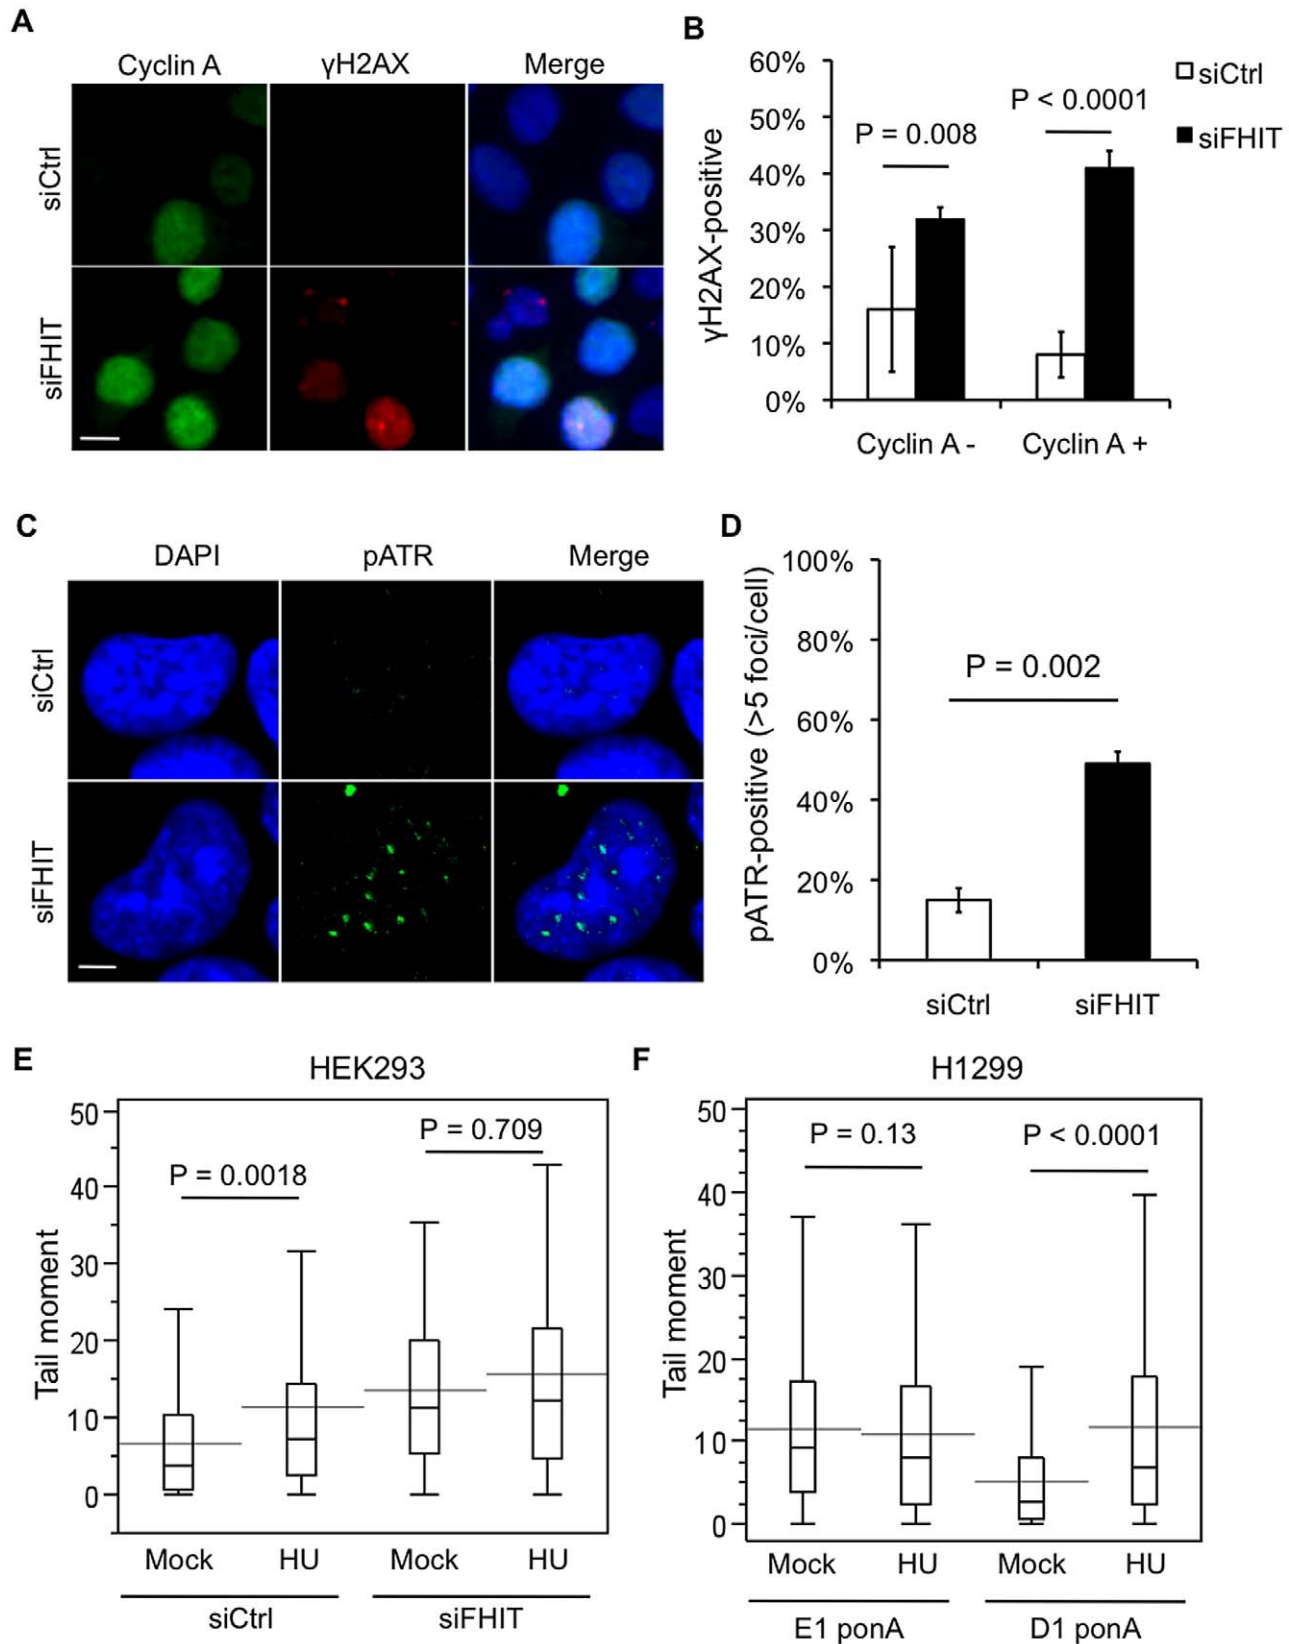 A
Cyclin A γH2AX Merge
siCtrl
siFHIT
B
60%
50%
40%
30%
20%
10%
0%
γH2AX-positive
P = 0.008
P < 0.0001
siCtrl
siFHIT
Cyclin A - Cyclin A +
C
DAPI pATR Merge
siCtrl
siFHIT
D
100%
80%
60%
40%
20%
0%
pATR-positive (>5 foci/cell)
P = 0.002
siCtrl siFHIT
E
HEK293
50
40
30
20
10
0
Tail moment
P = 0.0018
P = 0.709
Mock HU Mock HU
siCtrl siFHIT
F
H1299
50
40
30
20
10
0
Tail moment
P = 0.13
P < 0.0001
Mock HU Mock HU
E1 ponA D1 ponA